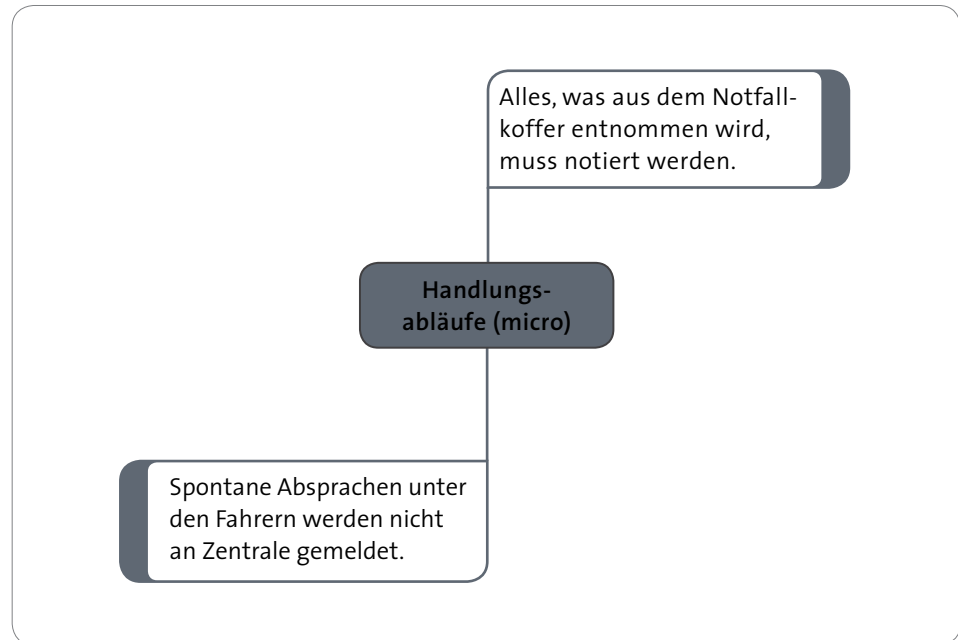 Alles, was aus dem Notfall-
koffer entnommen wird,
muss notiert werden.
Handlungs-
abläufe (micro)
Spontane Absprachen unter
den Fahrern werden nicht
an Zentrale gemeldet.